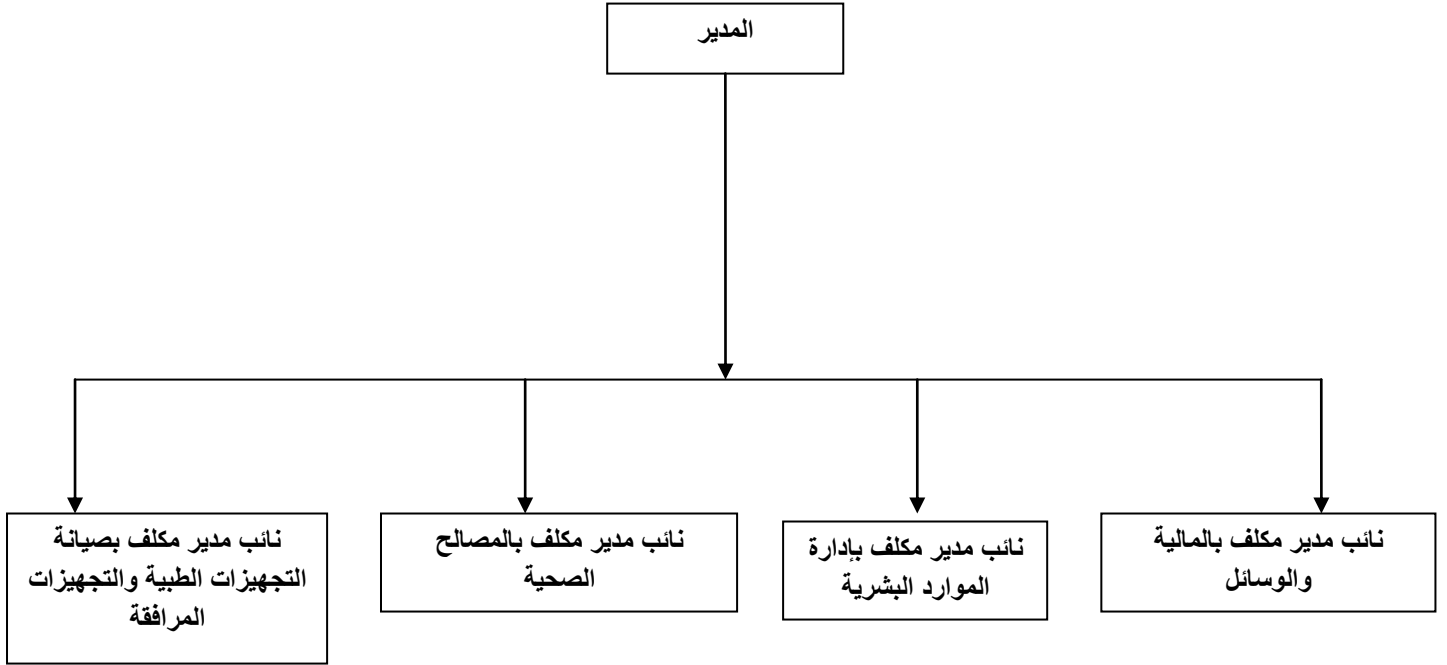 المدير
نائب مدير مكلف بالمالية
والوسائل
نائب مدير مكلف بإدارة
الموارد البشرية
نائب مدير مكلف بالمصالح
الصحية
نائب مدير مكلف بصيانة
التجهيزات الطبية والتجهيزات
المرافقة